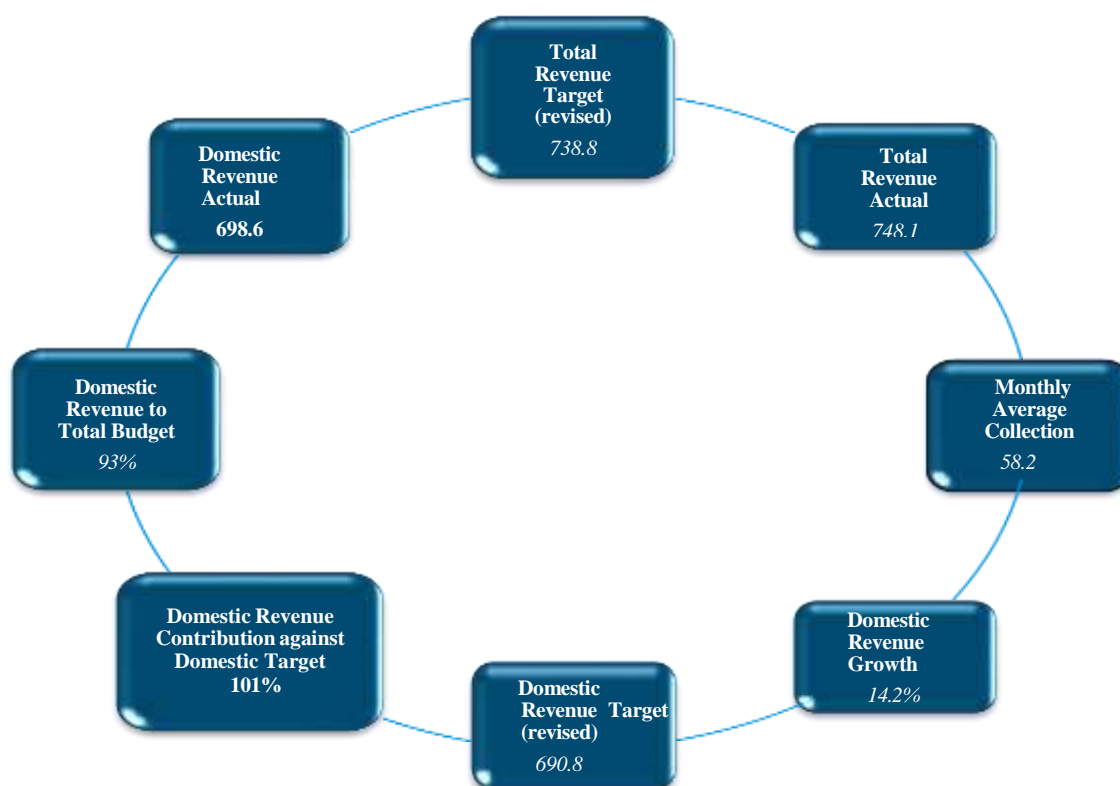 Total
Revenue
Target
(revised)
738.8
Total
Revenue
Actual
748.1
Monthly
Average
Collection
58.2
Domestic
Revenue
Growth
14.2%
Domestic
Revenue Target
(revised)
690.8
Domestic Revenue
Contribution against
Domestic Target
101%
Domestic
Revenue to
Total Budget
93%
Domestic
Revenue
Actual
698.6